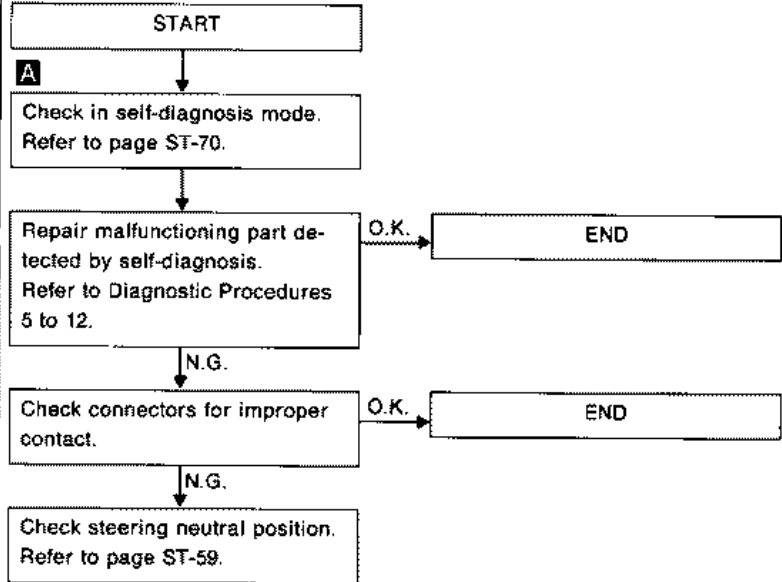 START
A
Check in self-diagnosis mode.
Refer to page ST-70.
Repair malfunctioning part de-
tected by self-diagnosis.
Refer to Diagnostic Procedures
5 to 12.
O.K.
END
N.G.
Check connectors for improper
contact.
O.K.
END
N.G.
Check steering neutral position.
Refer to page ST-59.